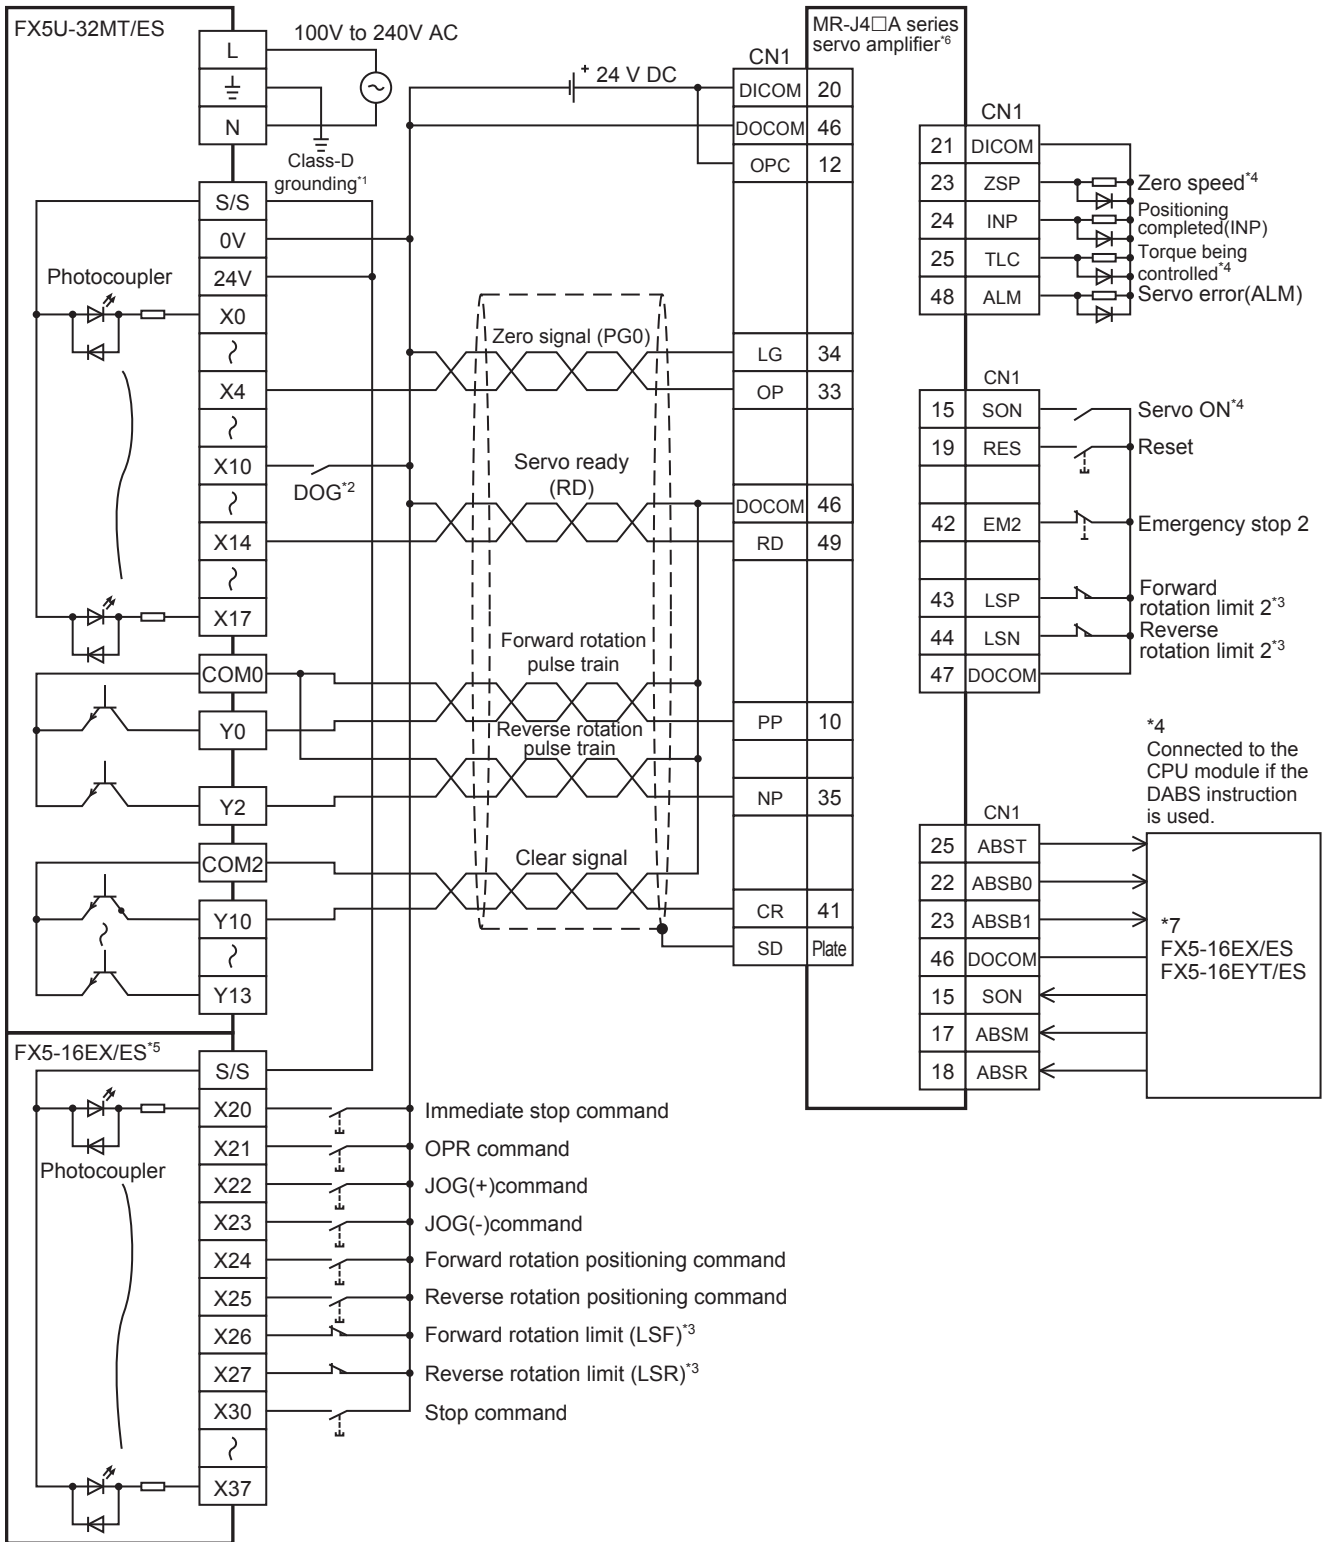 FX5U-32MT/ES
L
N
100V to 240V AC
Class-D
grounding*1
S/S
0V
24V
X0
X4
X10
X14
X17
COM0
Y0
Y2
COM2
Y10
Y13
Photocoupler
DOG*2
+ 24 V DC
Zero signal (PG0)
Servo ready
(RD)
Forward rotation
pulse train
Reverse rotation
pulse train
Clear signal
MR-J4□A series
servo amplifier*6
CN1
DICOM 20
DOCOM 46
OPC 12
LG 34
OP 33
DOCOM 46
RD 49
PP 10
NP 35
CR 41
SD Plate
CN1
21 DICOM
23 ZSP Zero speed*4
24 INP Positioning
completed(INP)
25 TLC Torque being
controlled*4
48 ALM Servo error(ALM)
CN1
15 SON Servo ON*4
19 RES Reset
42 EM2 Emergency stop 2
43 LSP Forward
rotation limit 2*3
44 LSN Reverse
rotation limit 2*3
47 DOCOM
*4
Connected to the
CPU module if the
DABS instruction
is used.
CN1
25 ABST
22 ABSB0
23 ABSB1
46 DOCOM
15 SON
17 ABSM
18 ABSR
*7
FX5-16EX/ES
FX5-16EYT/ES
FX5-16EX/ES*5
Photocoupler
S/S
X20 Immediate stop command
X21 OPR command
X22 JOG(+)command
X23 JOG(-)command
X24 Forward rotation positioning command
X25 Reverse rotation positioning command
X26 Forward rotation limit (LSF)*3
X27 Reverse rotation limit (LSR)*3
X30 Stop command
X37